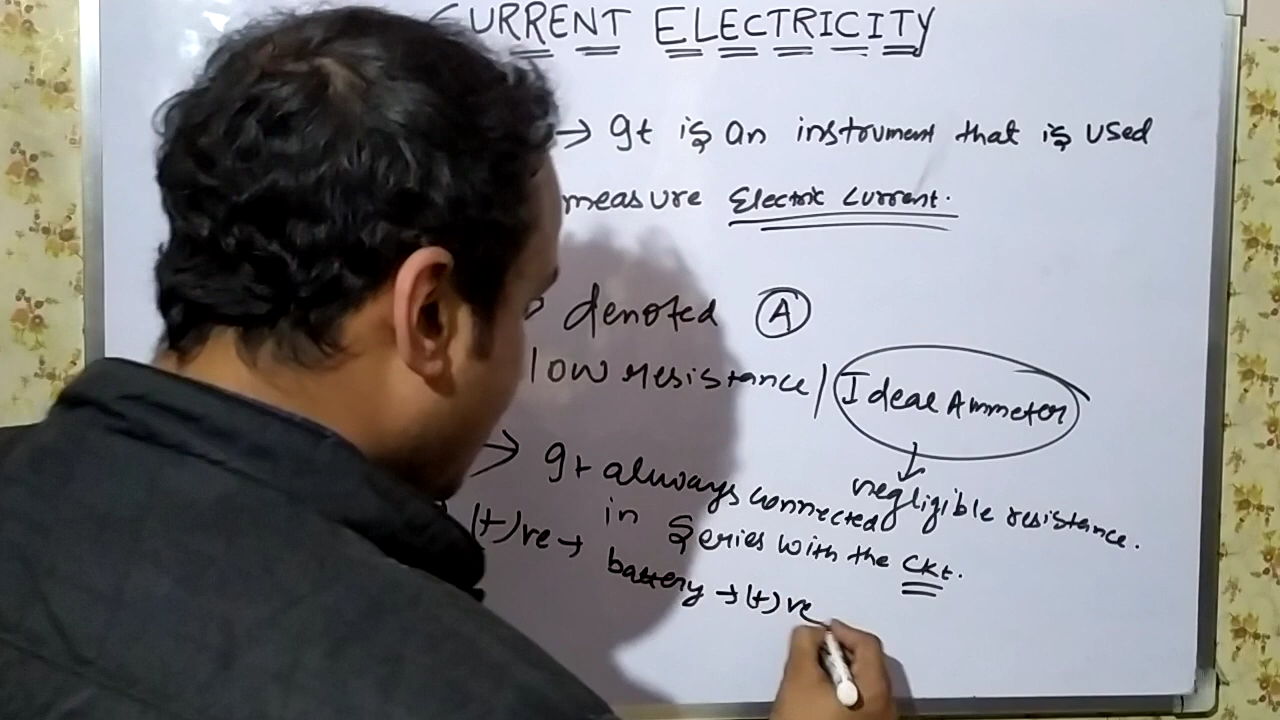 CURRENT ELECTRICITY
→ It is an instrument that is used
measure Electric Current.
denoted A
low resistance / Ideal Ammeter
↓
negligible resistance.
→ It always connected
in Series with the CKt.
(+)ve → battery → (+)ve